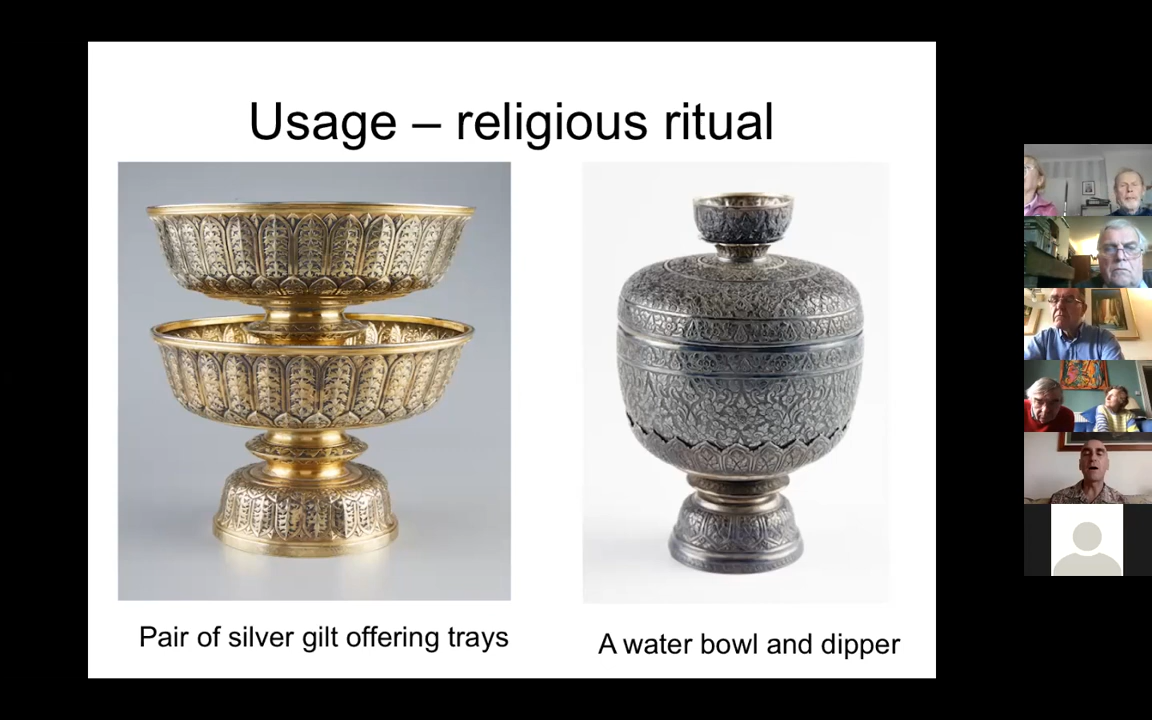 Usage – religious ritual
Pair of silver gilt offering trays
A water bowl and dipper